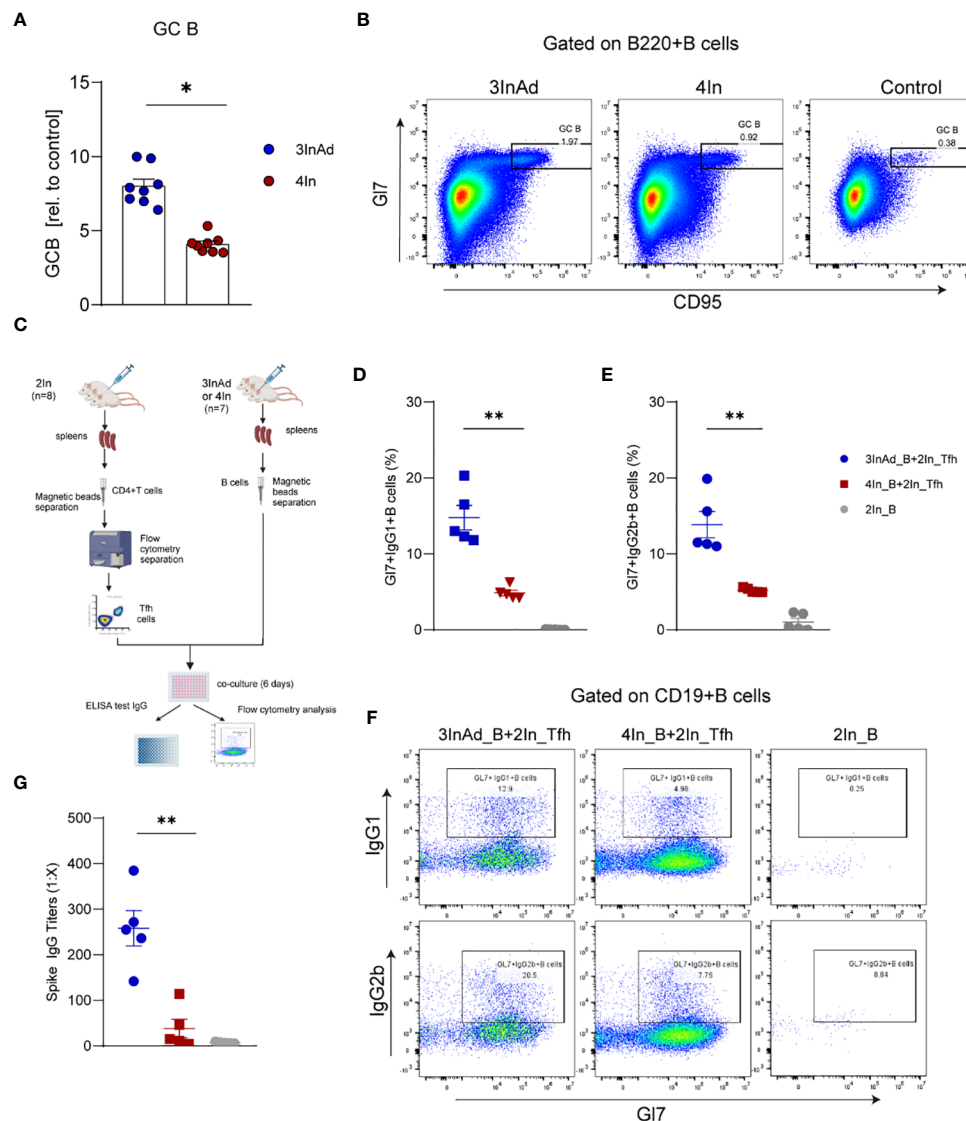 A
GC B
GCB [rel. to control]
15
10
5
0
*
3InAd
4In
B
Gated on B220+B cells
3InAd
4In
Control
GC B
1.97
GC B
0.92
GC B
0.38
Gl7
CD95
C
2In
(n=8)
3InAd
or 4In
(n=7)
spleens
spleens
Magnetic beads
separation
CD4+T cells
B cells
Magnetic
beads
separation
Flow
cytometry
separation
Tfh
cells
co-culture (6 days)
ELISA test IgG
Flow cytometry analysis
D
Gl7+IgG1+B cells (%)
30
20
10
0
**
E
Gl7+IgG2b+B cells (%)
30
20
10
0
**
3InAd_B+2In_Tfh
4In_B+2In_Tfh
2In_B
F
Gated on CD19+B cells
3InAd_B+2In_Tfh
4In_B+2In_Tfh
2In_B
GL7+ IgG1+B cells
12.9
GL7+ IgG1+B cells
4.98
GL7+ IgG1+B cells
0.25
IgG1
GL7+IgG2b+B cells
20.5
GL7+IgG2b+B cells
7.75
GL7+IgG2b+B cells
8.84
IgG2b
Gl7
G
Spike IgG Titers (1:X)
500
400
300
200
100
0
**